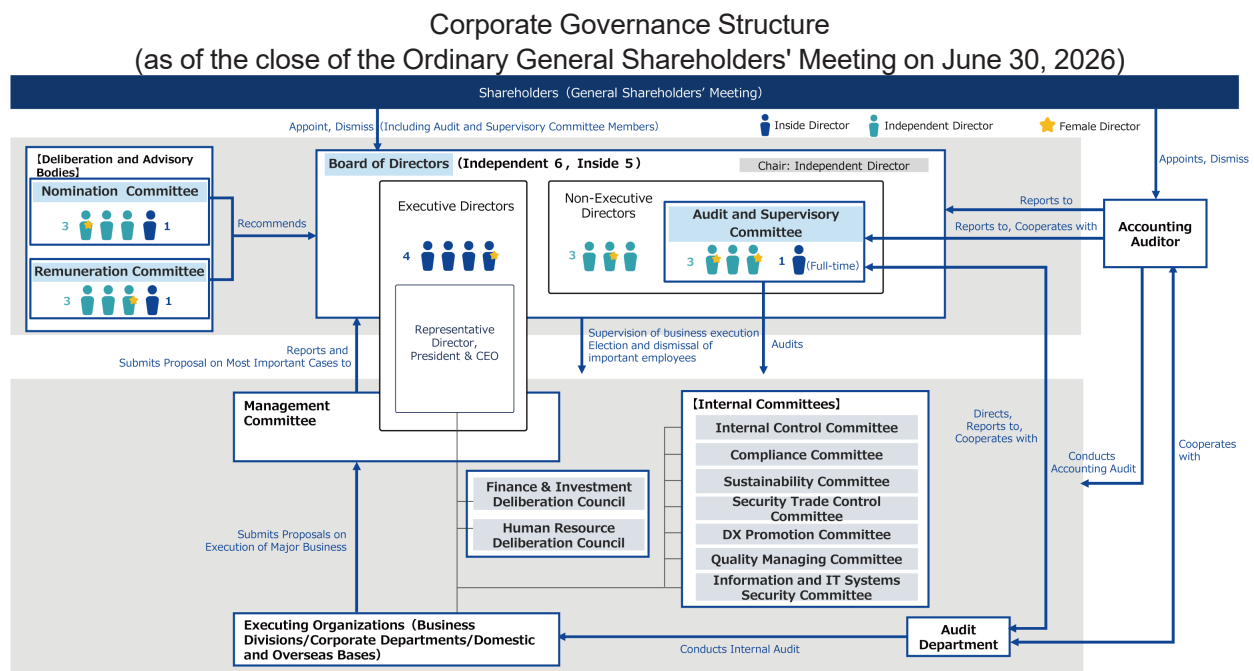 Corporate Governance Structure
(as of the close of the Ordinary General Shareholders' Meeting on June 30, 2026)
Shareholders (General Shareholders’ Meeting)
Appoint, Dismiss (Including Audit and Supervisory Committee Members)
Inside Director
Independent Director
Female Director
Appoints, Dismiss
【Deliberation and Advisory
Bodies】
Nomination Committee
3
1
Remuneration Committee
3
1
Recommends
Board of Directors (Independent 6, Inside 5)
Chair: Independent Director
Executive Directors
4
Representative
Director,
President & CEO
Non-Executive
Directors
3
Audit and Supervisory
Committee
3
1
(Full-time)
Reports to
Reports to, Cooperates with
Accounting
Auditor
Reports and
Submits Proposal on Most Important Cases to
Supervision of business execution
Election and dismissal of
important employees
Audits
Management
Committee
【Internal Committees】
Internal Control Committee
Compliance Committee
Sustainability Committee
Security Trade Control
Committee
DX Promotion Committee
Quality Managing Committee
Information and IT Systems
Security Committee
Finance & Investment
Deliberation Council
Human Resource
Deliberation Council
Directs,
Reports to,
Cooperates with
Conducts
Accounting Audit
Cooperates
with
Submits Proposals on
Execution of Major Business
Executing Organizations (Business
Divisions/Corporate Departments/Domestic
and Overseas Bases)
Conducts Internal Audit
Audit
Department